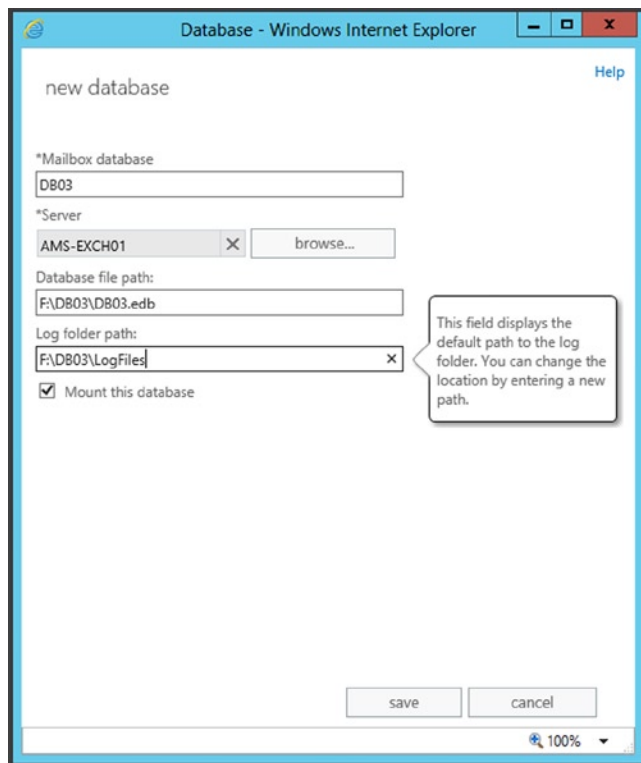 Database - Windows Internet Explorer
Help
new database
*Mailbox database
DB03
*Server
AMS-EXCH01
browse...
Database file path:
F:\DB03\DB03.edb
Log folder path:
F:\DB03\LogFiles
This field displays the
default path to the log
folder. You can change the
location by entering a new
path.
Mount this database
save
cancel
100%